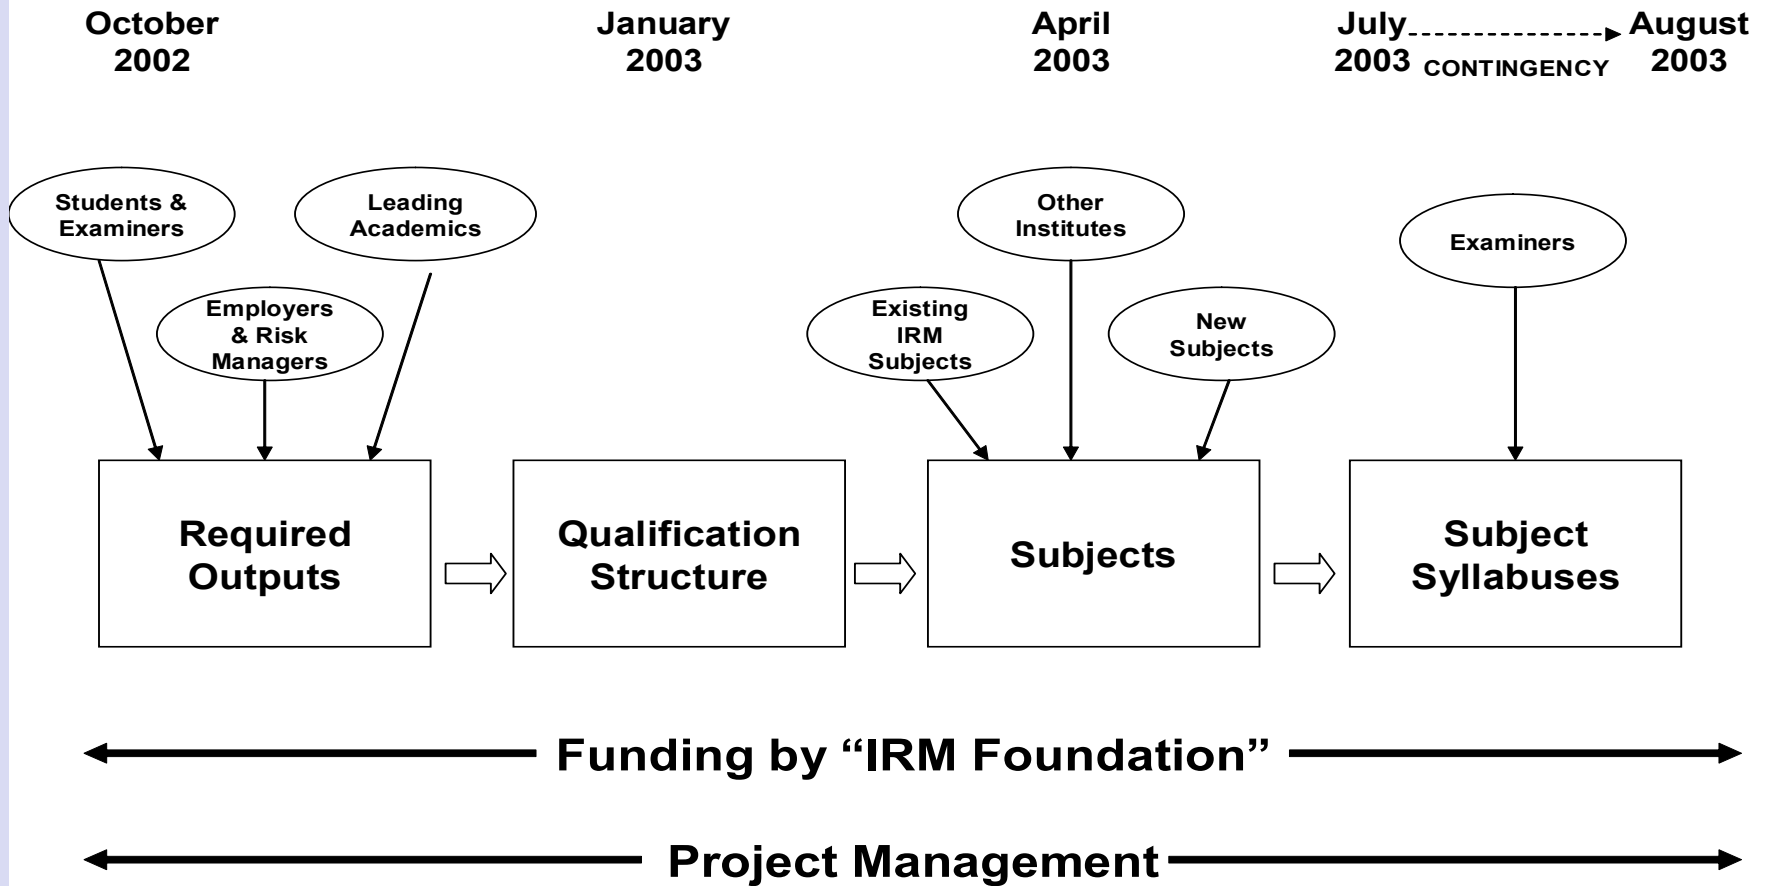 October
2002
January
2003
April
2003
July
2003
CONTINGENCY
August
2003
Students &
Examiners
Leading
Academics
Employers
& Risk
Managers
Other
Institutes
Existing
IRM
Subjects
New
Subjects
Examiners
Required
Outputs
Qualification
Structure
Subjects
Subject
Syllabuses
Funding by “IRM Foundation”
Project Management